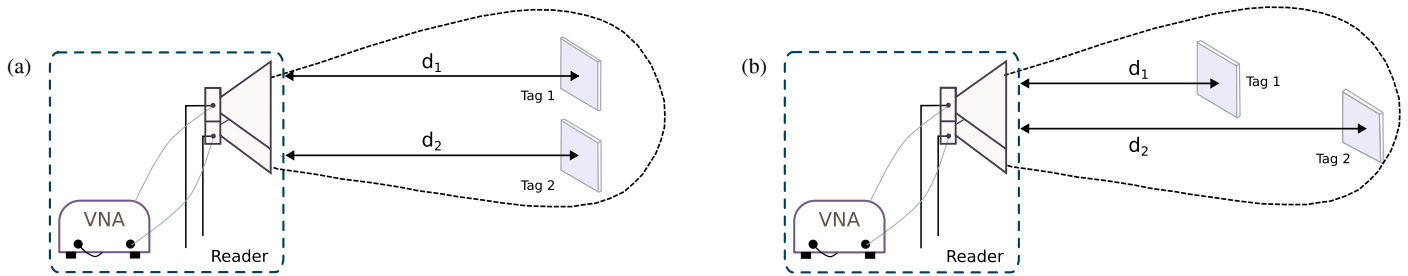 (a)
d1
Tag 1
d2
Tag 2
VNA
Reader
(b)
d1
Tag 1
d2
Tag 2
VNA
Reader